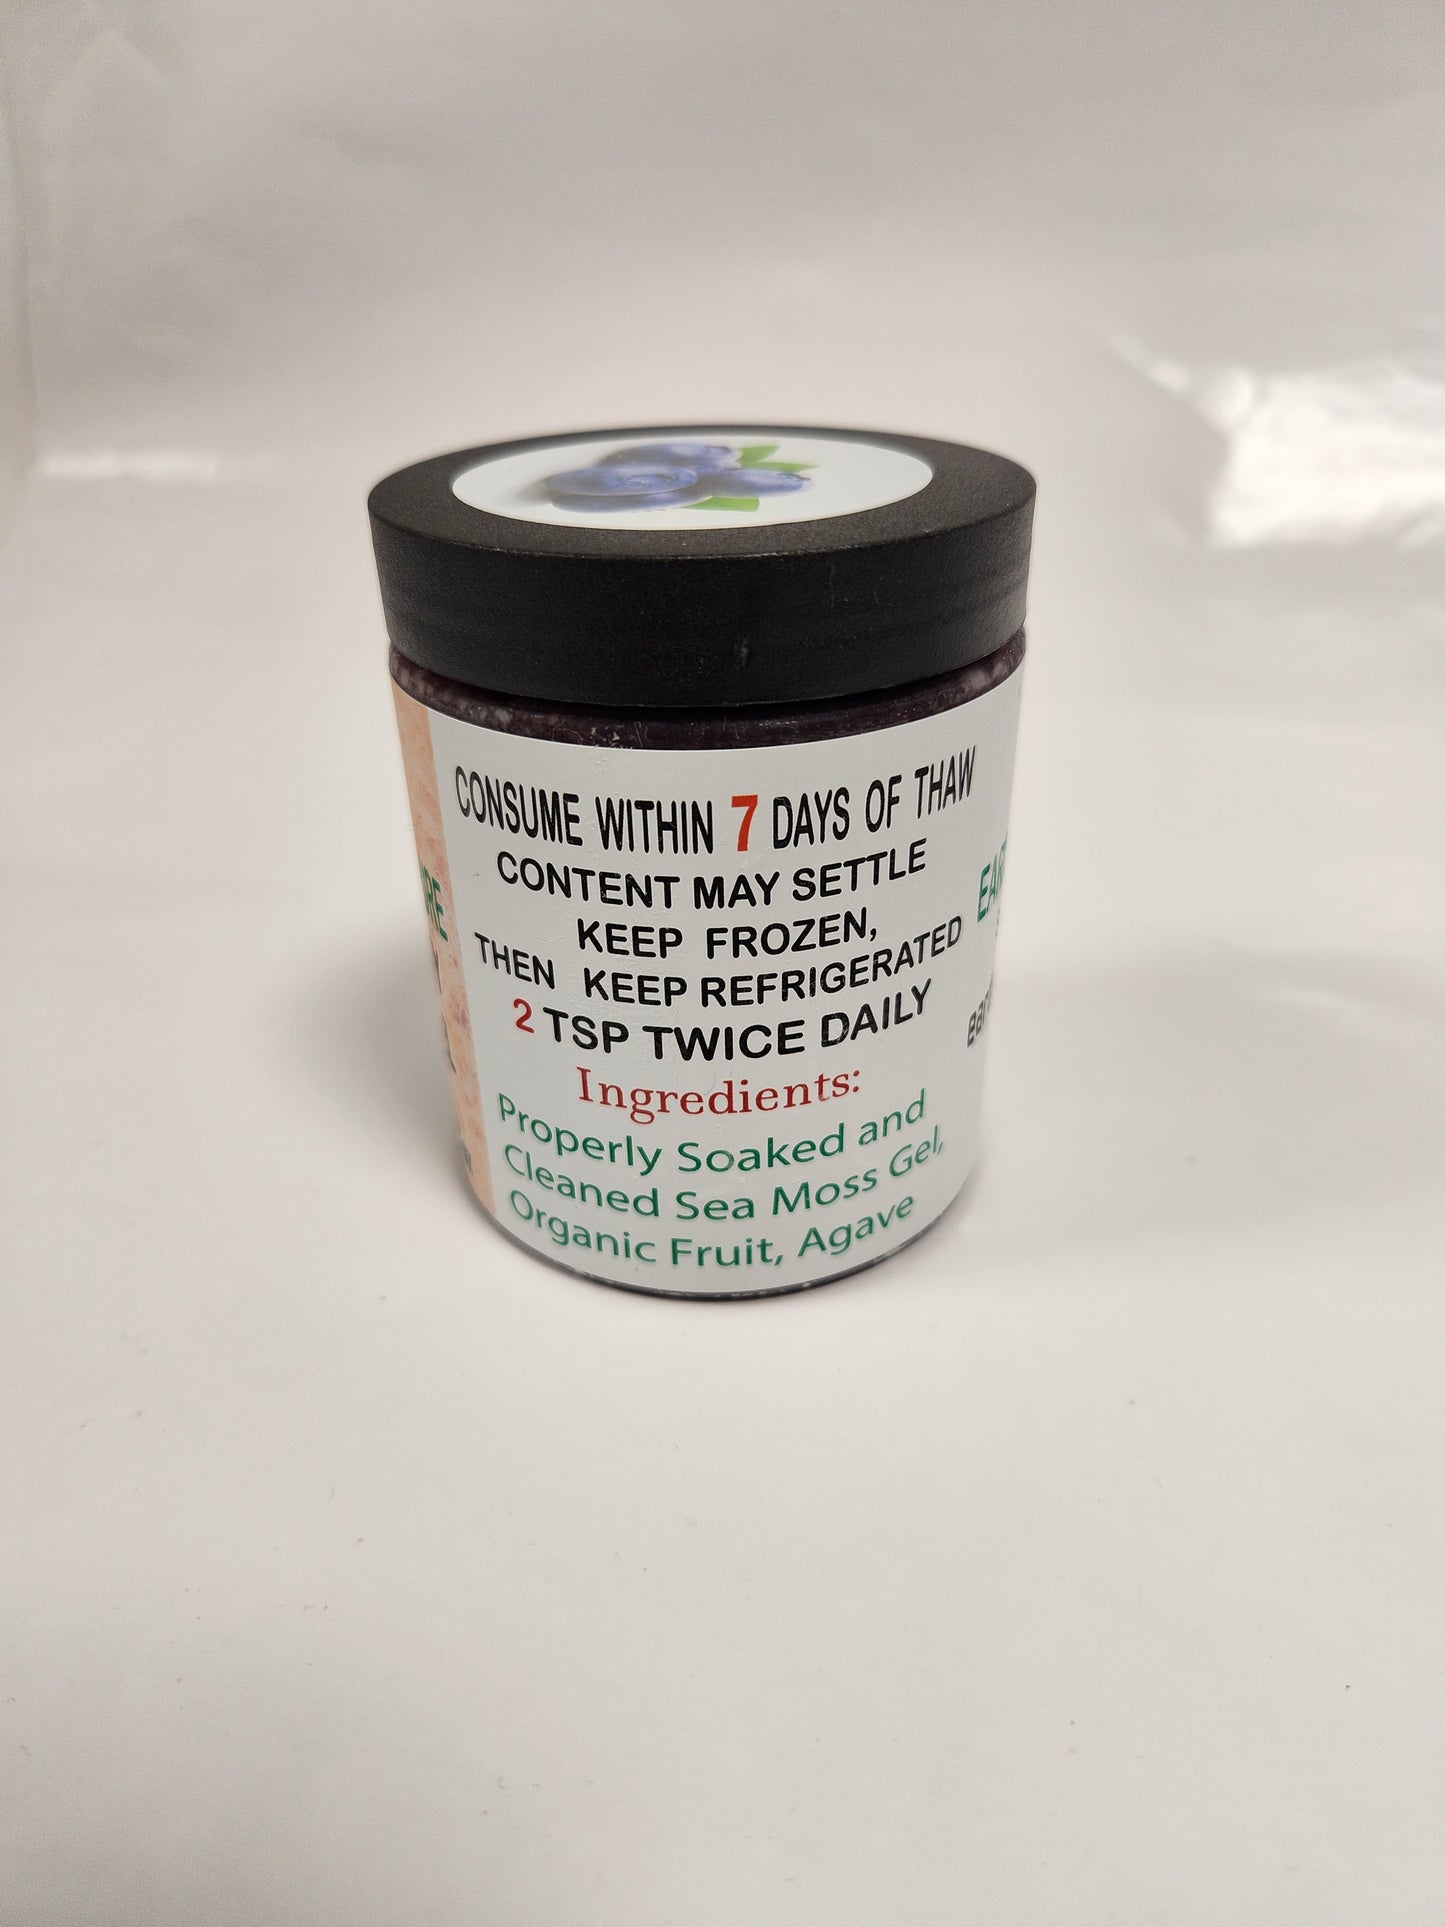 CONSUME WITHIN 7 DAYS OF THAW
CONTENT MAY SETTLE
KEEP FROZEN,
THEN KEEP REFRIGERATED
2 TSP TWICE DAILY
Ingredients:
Properly Soaked and
Cleaned Sea Moss Gel,
Organic Fruit, Agave